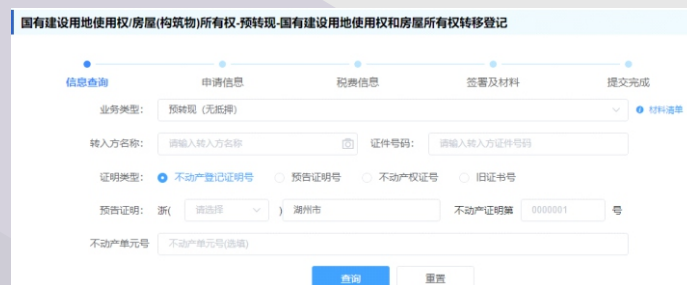 国有建设用地使用权/房屋(构筑物)所有权-预转现-国有建设用地使用权和房屋所有权转移登记
信息查询 申请信息 税费信息 签署及材料 提交完成
业务类型: 预转现 (无抵押) 材料清单
转入方名称: 请输入转入方名称 证件号码: 请输入转入方证件号码
证明类型: 不动产登记证明号 预告证明号 不动产权证号 旧证书号
预告证明: 浙( 请选择 ) 湖州市 不动产证明第 0000001 号
不动产单元号 不动产单元号(选填)
查询 重置